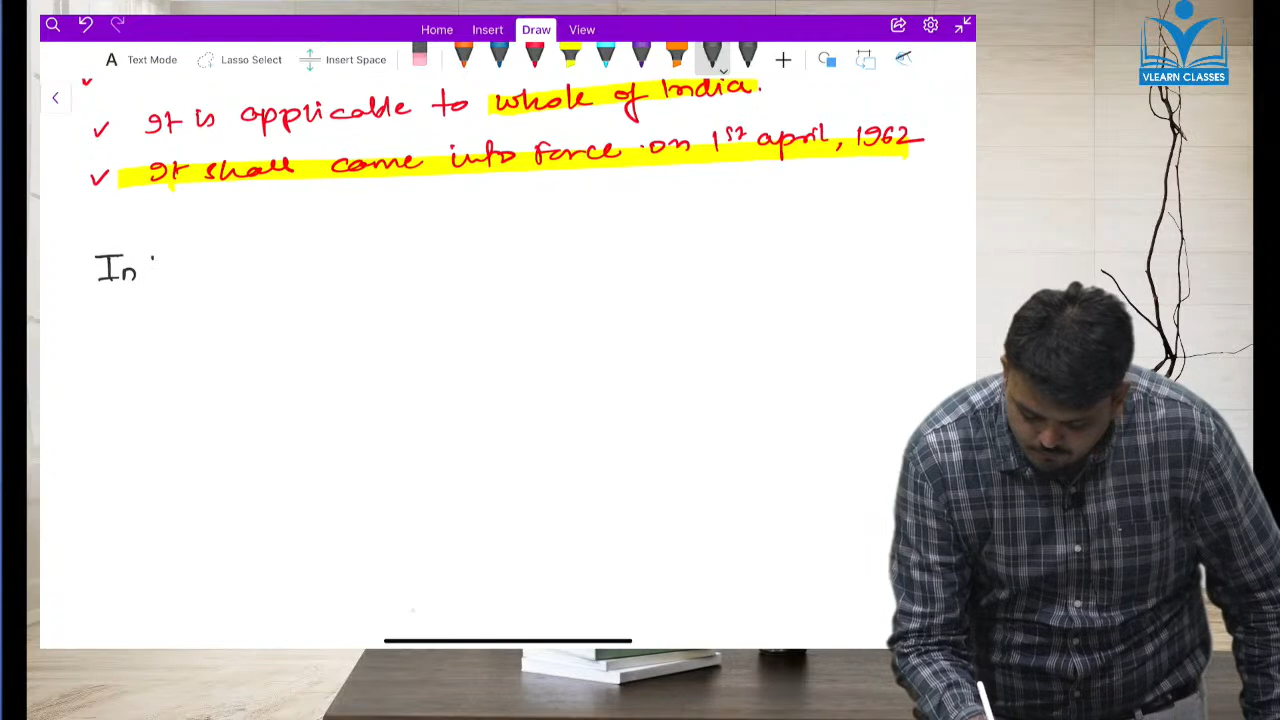 Home Insert Draw View
Text Mode Lasso Select Insert Space
VLEARN CLASSES
✓ It is applicable to whole of India.
✓ It shall come into force on 1st april, 1962
In